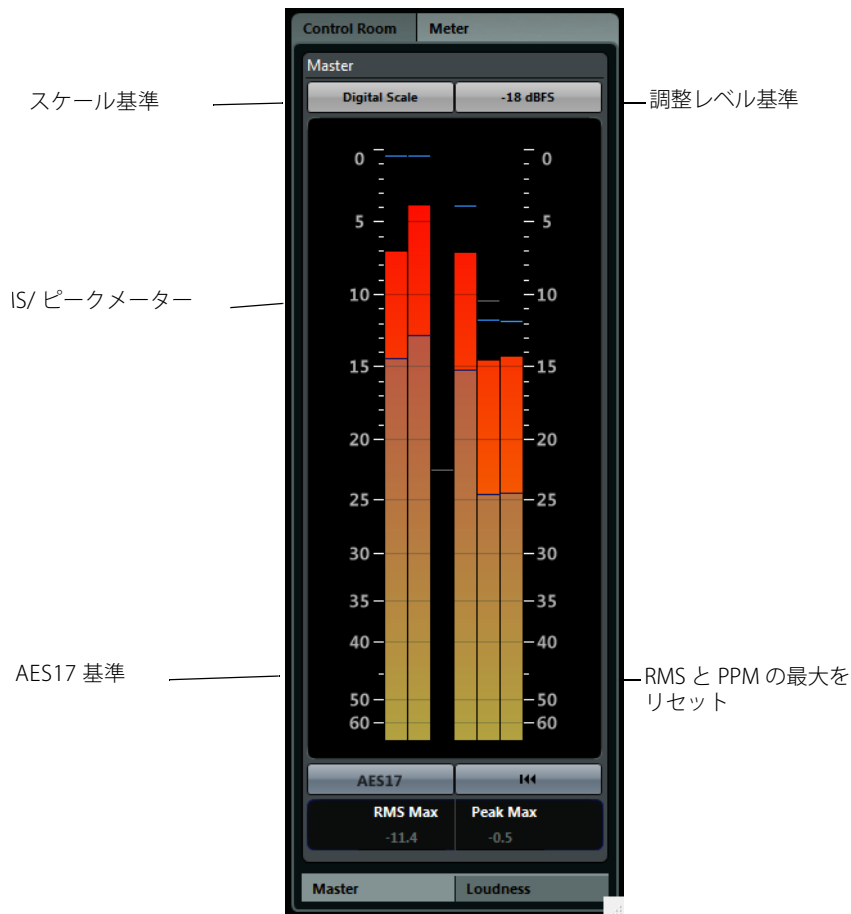 Control Room Meter
Master
スケール基準
Digital Scale -18 dBFS
調整レベル基準
0 0
5 5
IS/ ピークメーター
10 10
15 15
20 20
25 25
30 30
35 35
40 40
AES17 基準
RMS と PPM の最大を
リセット
50 50
60 60
AES17
RMS Max Peak Max
-11.4 -0.5
Master Loudness